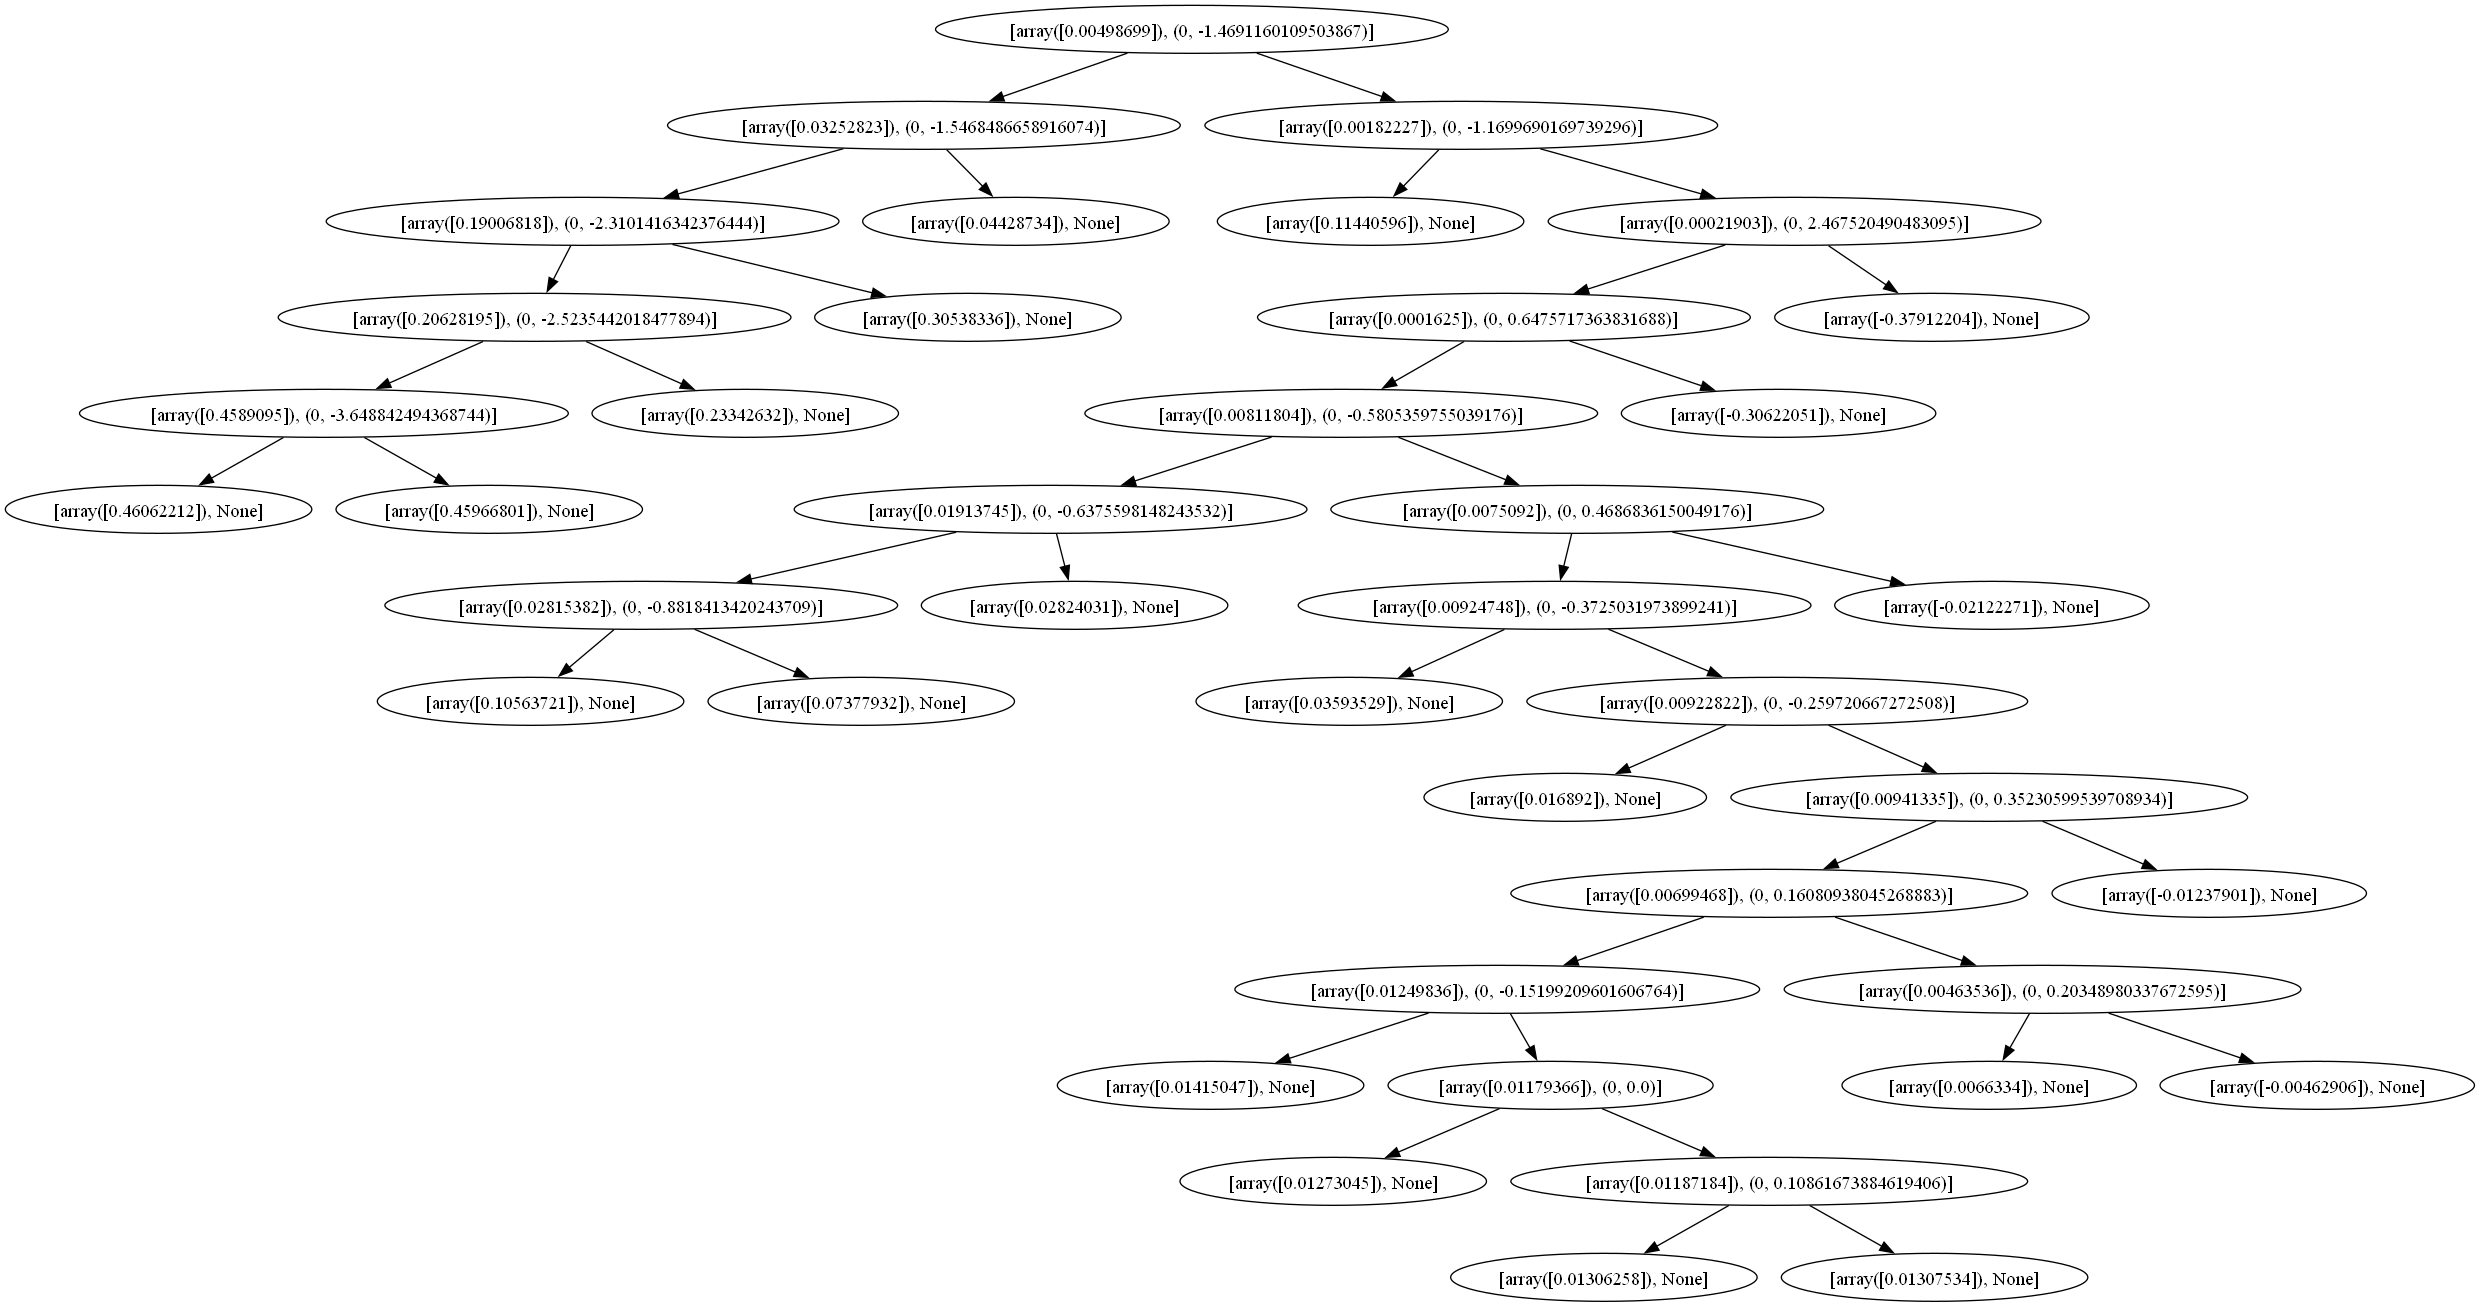 [array([0.00498699]), (0, -1.4691160109503867)]
[array([0.03252823]), (0, -1.5468486658916074)]
[array([0.00182227]), (0, -1.1699690169739296)]
[array([0.19006818]), (0, -2.3101416342376444)]
[array([0.04428734]), None]
[array([0.11440596]), None]
[array([0.00021903]), (0, 2.467520490483095)]
[array([0.20628195]), (0, -2.5235442018477894)]
[array([0.30538336]), None]
[array([0.0001625]), (0, 0.6475717363831688)]
[array([-0.37912204]), None]
[array([0.4589095]), (0, -3.648842494368744)]
[array([0.23342632]), None]
[array([0.00811804]), (0, -0.5805359755039176)]
[array([-0.30622051]), None]
[array([0.46062212]), None]
[array([0.45966801]), None]
[array([0.01913745]), (0, -0.6375598148243532)]
[array([0.0075092]), (0, 0.4686836150049176)]
[array([0.02815382]), (0, -0.8818413420243709)]
[array([0.02824031]), None]
[array([0.00924748]), (0, -0.3725031973899241)]
[array([-0.02122271]), None]
[array([0.10563721]), None]
[array([0.07377932]), None]
[array([0.03593529]), None]
[array([0.00922822]), (0, -0.259720667272508)]
[array([0.016892]), None]
[array([0.00941335]), (0, 0.35230599539708934)]
[array([0.00699468]), (0, 0.16080938045268883)]
[array([-0.01237901]), None]
[array([0.01249836]), (0, -0.15199209601606764)]
[array([0.00463536]), (0, 0.20348980337672595)]
[array([0.01415047]), None]
[array([0.01179366]), (0, 0.0)]
[array([0.0066334]), None]
[array([-0.00462906]), None]
[array([0.01273045]), None]
[array([0.01187184]), (0, 0.10861673884619406)]
[array([0.01306258]), None]
[array([0.01307534]), None]